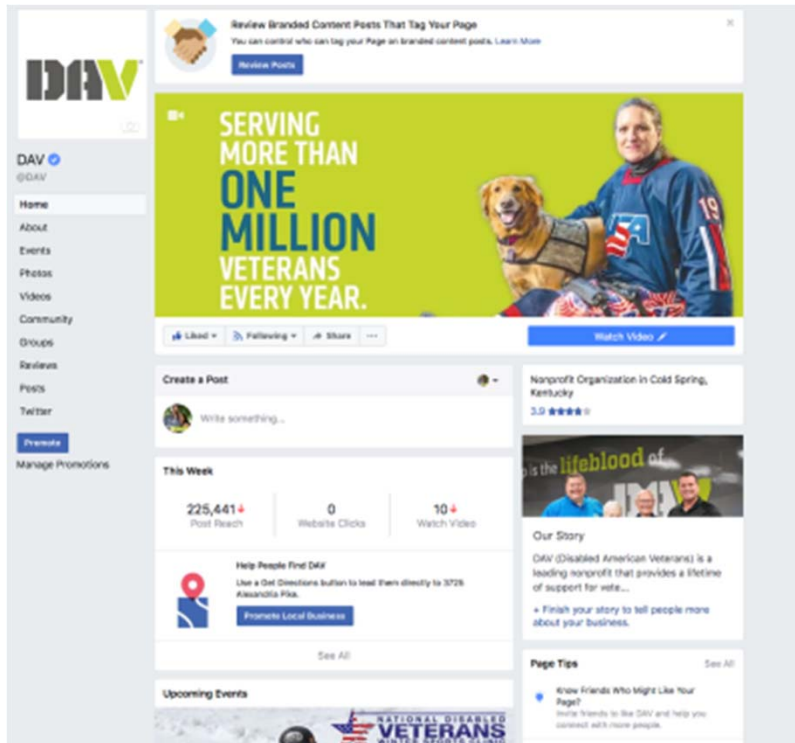 Review Branded Content Posts That Tag Your Page
You can control who can tag your Page on branded content posts. Learn More
Review Posts
DAV
DAV
@DAV
Home
About
Events
Photos
Videos
Community
Groups
Reviews
Posts
Twitter
Promote
Manage Promotions
SERVING
MORE THAN
ONE
MILLION
VETERANS
EVERY YEAR.
19
Liked
Following
Share
Watch Video
Create a Post
Write something...
This Week
225,441
Post Reach
0
Website Clicks
10
Watch Video
Help People Find DAV
Use a Get Directions button to lead them directly to 3725
Alexandria Pike.
Promote Local Business
See All
Upcoming Events
NATIONAL DISABLED
VETERANS
WINTER SPORTS CLINIC
Nonprofit Organization in Cold Spring,
Kentucky
3.9
is the lifeblood of
Our Story
DAV (Disabled American Veterans) is a
leading nonprofit that provides a lifetime
of support for vete...
+ Finish your story to tell people more
about your business.
Page Tips
See All
Know Friends Who Might Like Your
Page?
Invite friends to like DAV and help you
connect with more people.